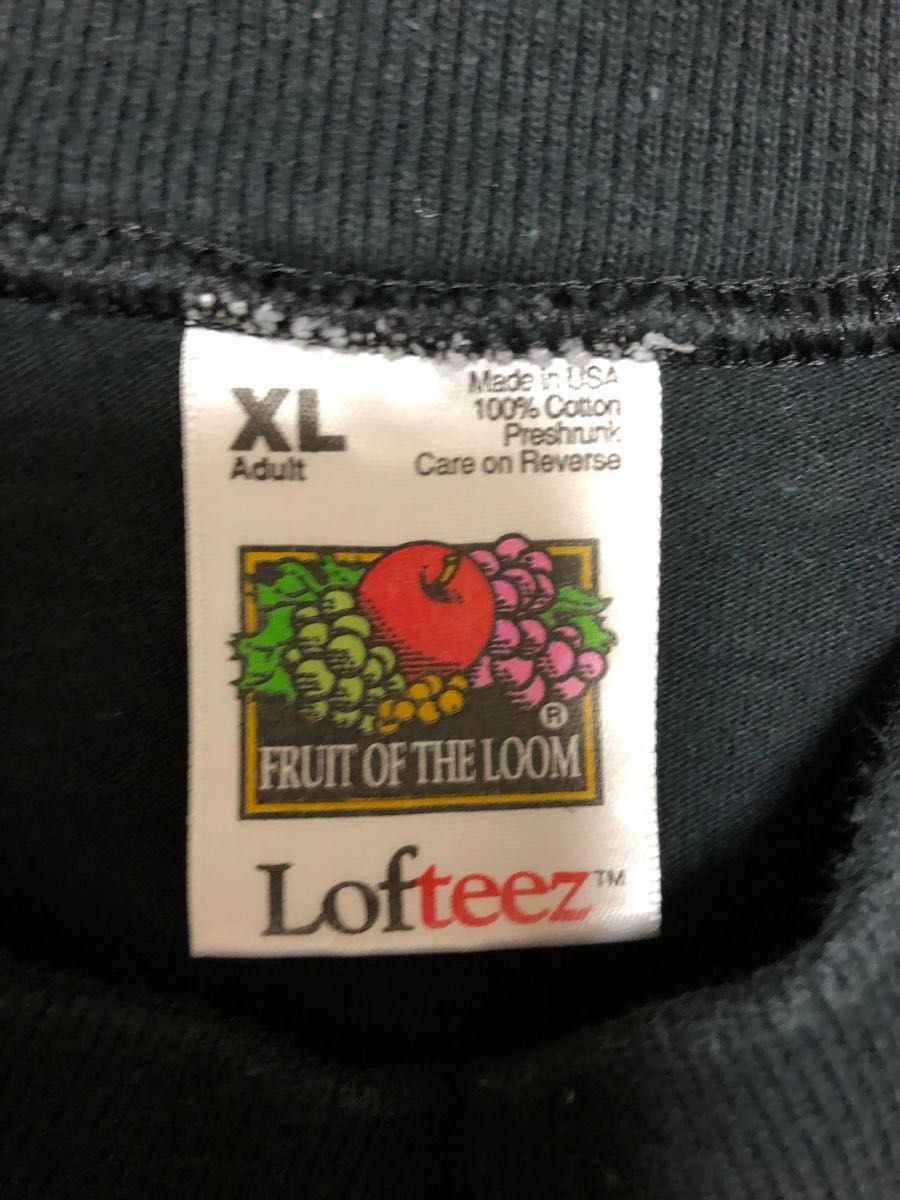 XL
Adult
Made in USA
100% Cotton
Preshrunk
Care on Reverse
®
FRUIT OF THE LOOM
Lofteez™